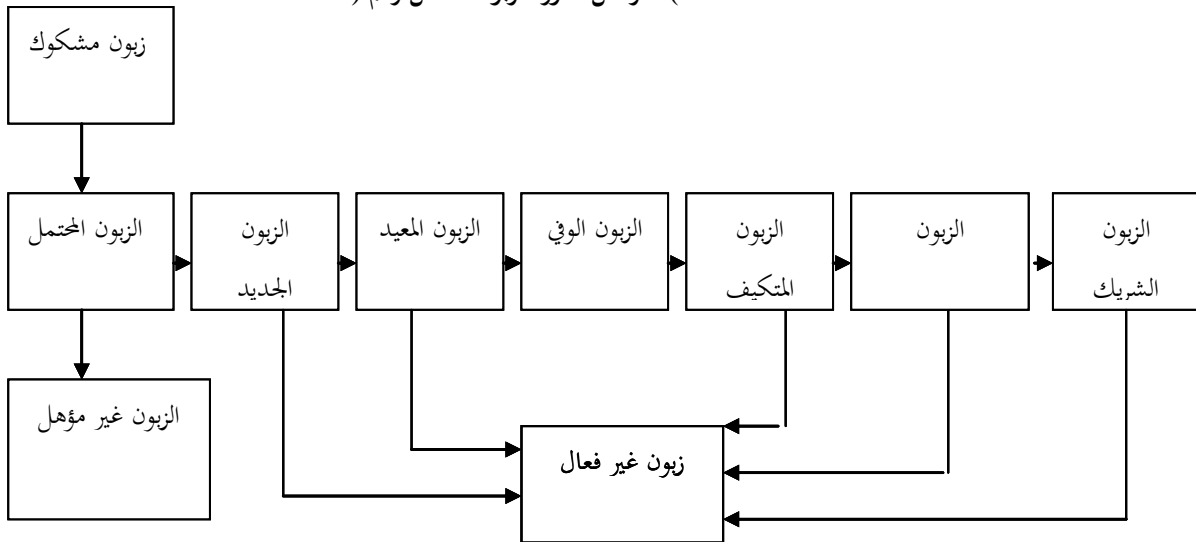 زبون مشكوك
الزبون المحتمل
الزبون
الجديد
الزبون المعيد
الزبون الوفي
الزبون
المتكيف
الزبون
الزبون
الشريك
الزبون غير مؤهل
زبون غير فعال